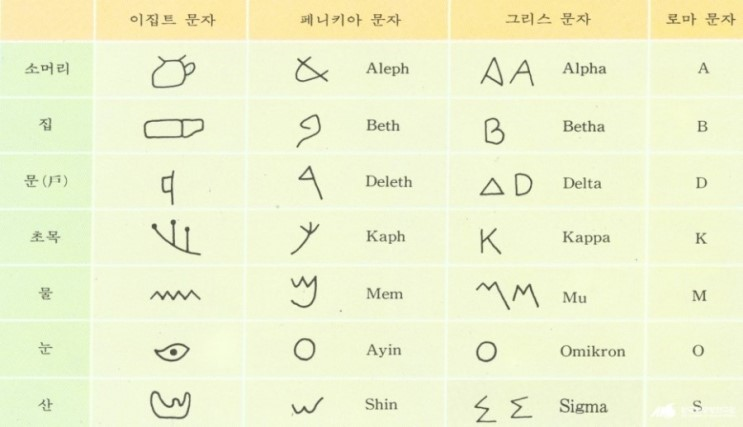 이집트 문자 페니키아 문자 그리스 문자 로마 문자
소머리 Aleph Alpha A
집 Beth Betha B
문(戶) Deleth Delta D
초목 Kaph Kappa K
물 Mem Mu M
눈 Ayin Omikron O
산 Shin Sigma S